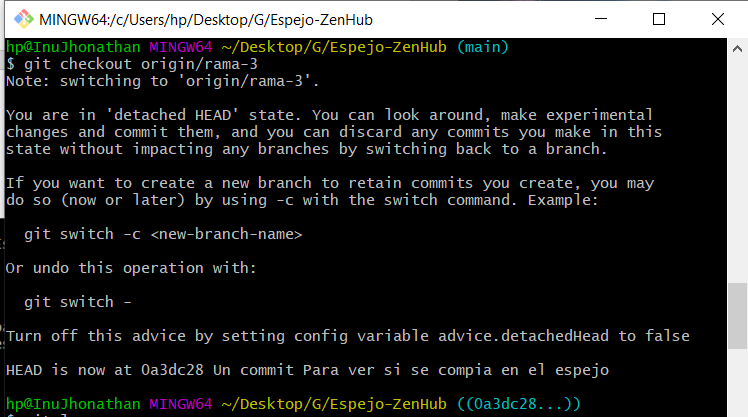 MINGW64:/c/Users/hp/Desktop/G/Espejo-ZenHub
hp@InuJhonathan MINGW64 ~/Desktop/G/Espejo-ZenHub (main)
$ git checkout origin/rama-3
Note: switching to 'origin/rama-3'.
You are in 'detached HEAD' state. You can look around, make experimental
changes and commit them, and you can discard any commits you make in this
state without impacting any branches by switching back to a branch.
If you want to create a new branch to retain commits you create, you may
do so (now or later) by using -c with the switch command. Example:
git switch -c <new-branch-name>
Or undo this operation with:
git switch -
Turn off this advice by setting config variable advice.detachedHead to false
HEAD is now at 0a3dc28 Un commit Para ver si se compia en el espejo
hp@InuJhonathan MINGW64 ~/Desktop/G/Espejo-ZenHub ((0a3dc28...))